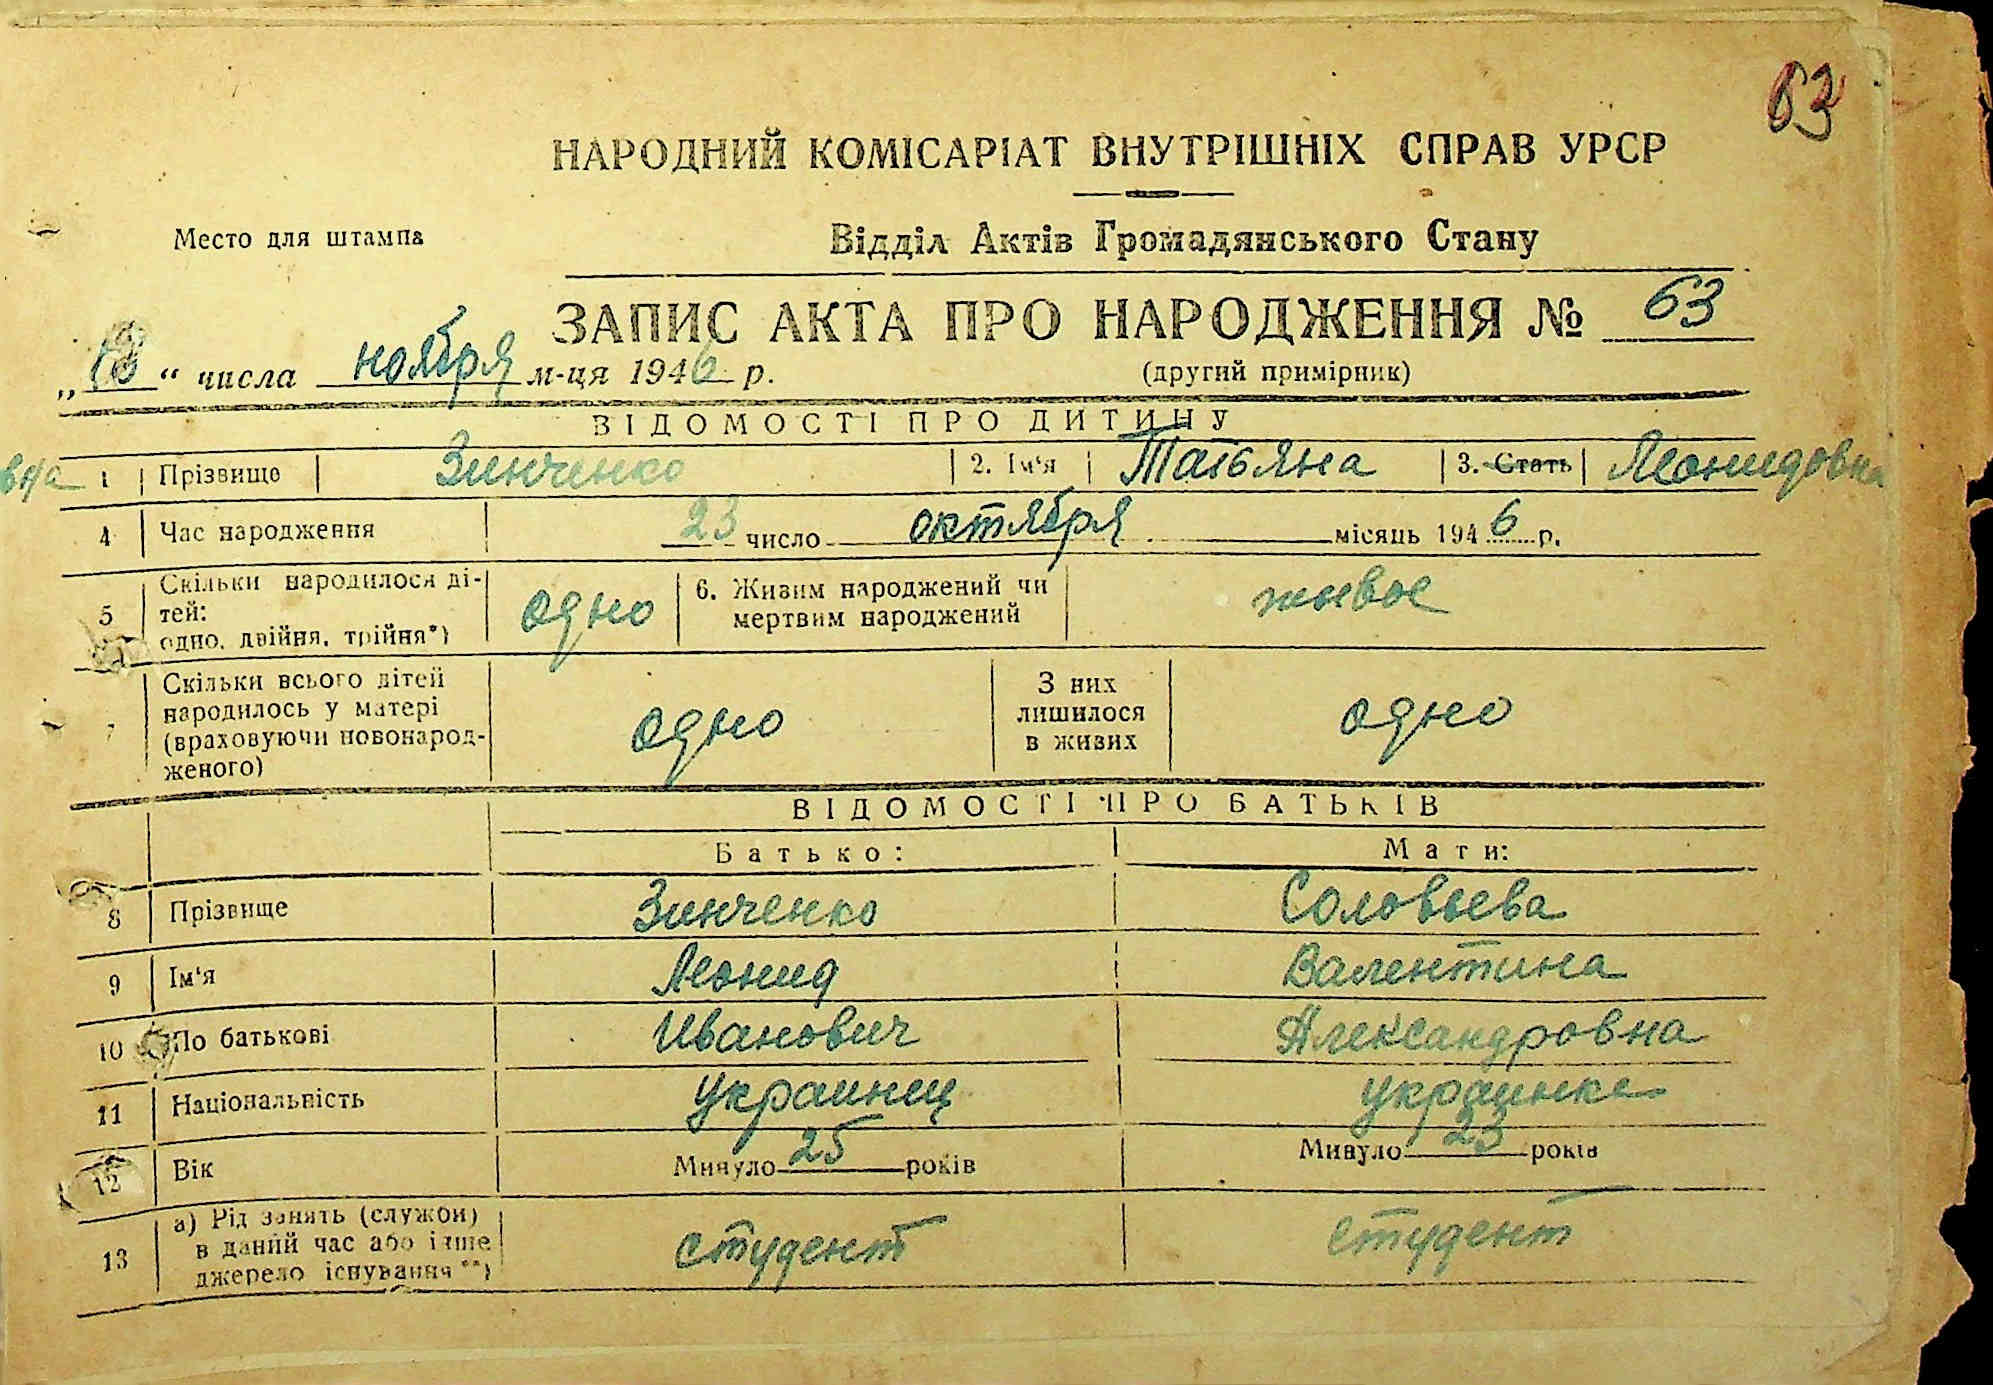 63
НАРОДНИЙ КОМІСАРІАТ ВНУТРІШНІХ СПРАВ УРСР
Место для штампа
Відділ Актів Громадянського Стану
ЗАПИС АКТА ПРО НАРОДЖЕННЯ № 63
„18“ числа ноября м-ця 1946 р.
(другий примірник)
ВІДОМОСТІ ПРО ДИТИНУ
1 Прізвище Зинченко 2. Ім'я Татьяна 3. Стать Леонидовна
4 Час народження 23 число октября місяць 1946 р.
5 Скільки народилося ді-
тей:
одно, двійня, трійня*) одно
6. Живим народжений чи
мертвим народжений живое
7 Скільки всього дітей
народилось у матері
(враховуючи новонарод-
женого) одно
З них
лишилося
в живих одно
ВІДОМОСТІ ПРО БАТЬКІВ
Батько: Мати:
8 Прізвище Зинченко Соловьева
9 Ім'я Леонид Валентина
10 По батькові Иванович Александровна
11 Національність украинец украинка
12 Вік Минуло 25 років Минуло 23 років
13 а) Рід занять (служби)
в даний час або інше
джерело існування**) студент студент